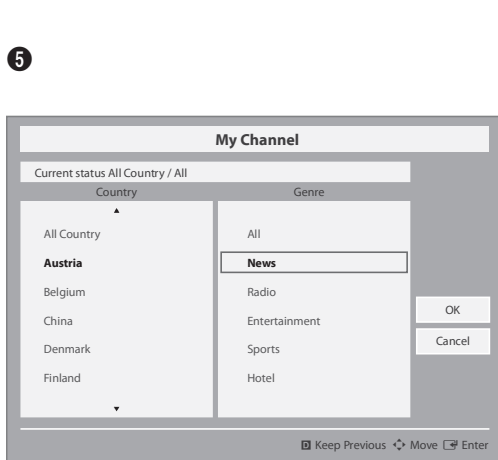 ❺
My Channel
Current status All Country / All
Country Genre
All Country All
Austria News
Belgium Radio
China Entertainment
Denmark Sports
Finland Hotel
OK
Cancel
D Keep Previous Move Enter